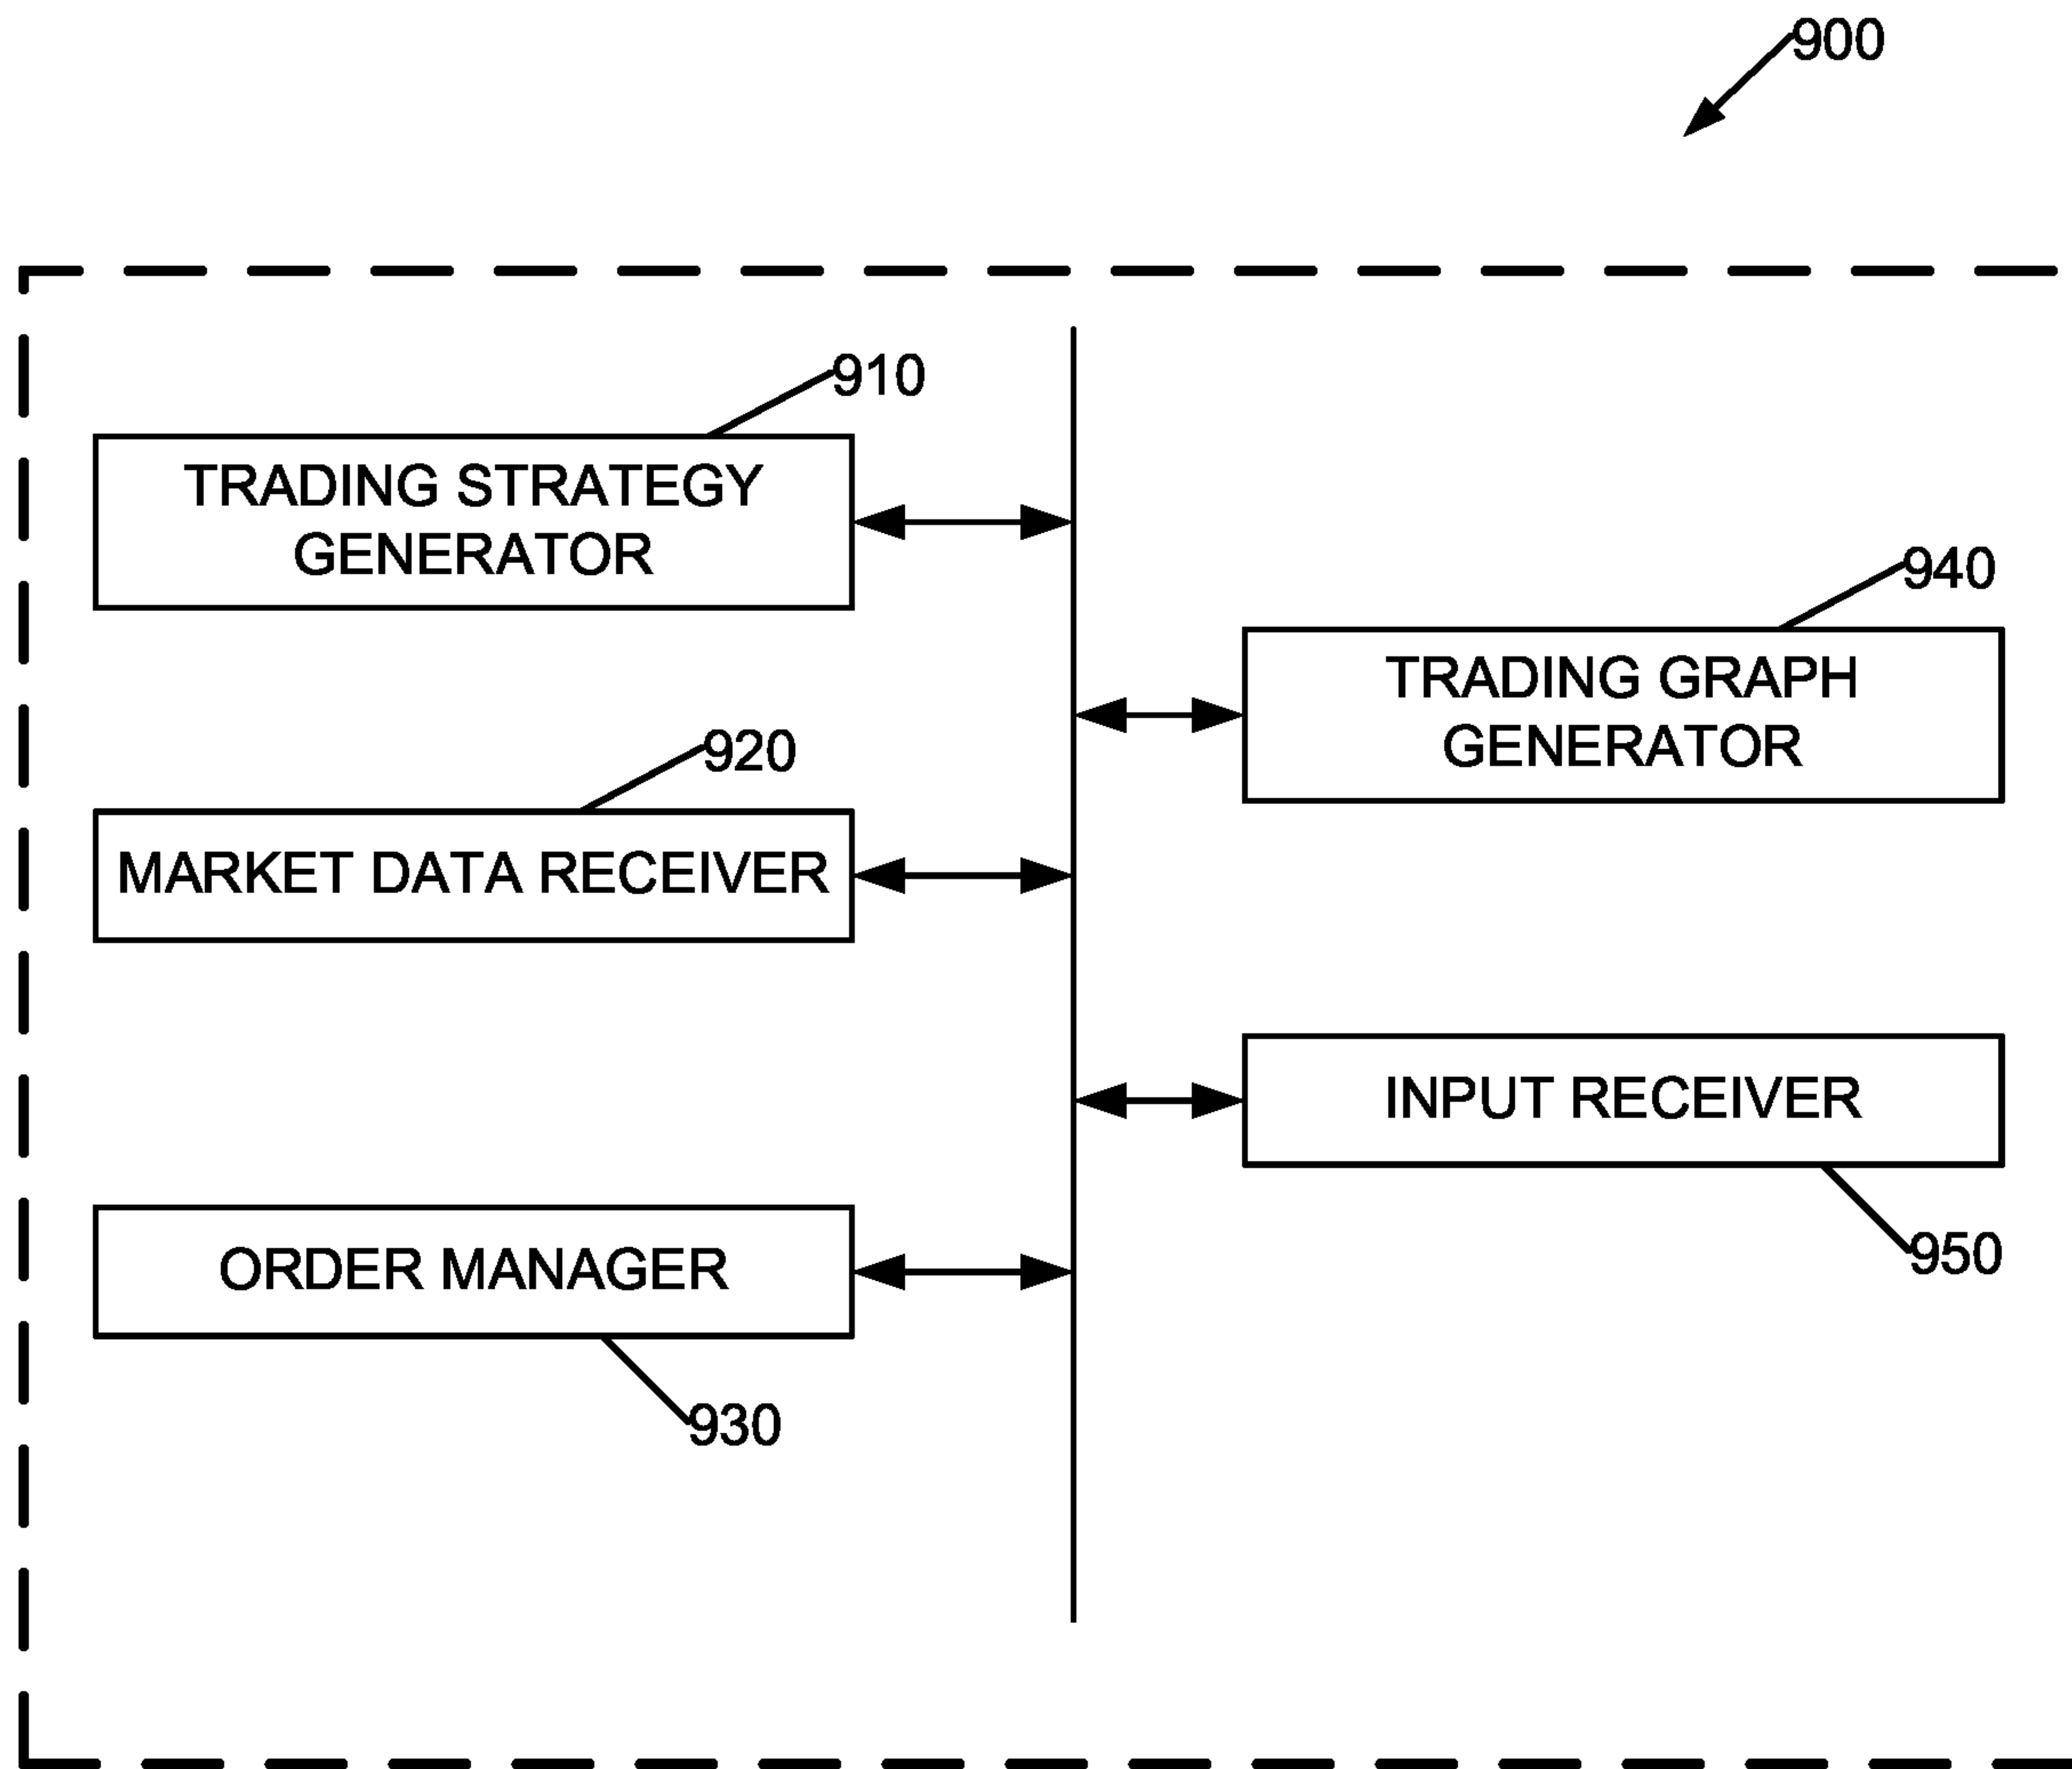 900
910
TRADING STRATEGY
GENERATOR
940
TRADING GRAPH
GENERATOR
920
MARKET DATA RECEIVER
INPUT RECEIVER
950
ORDER MANAGER
930